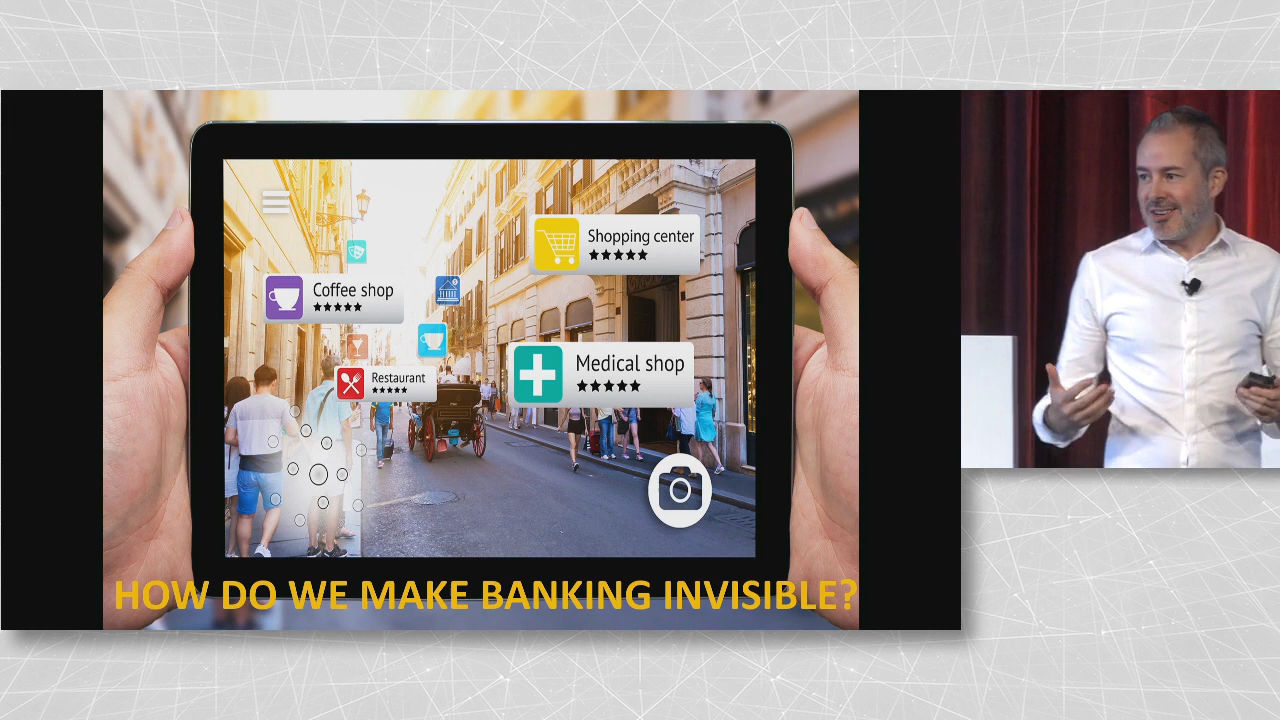 Shopping center
★★★★★
Coffee shop
★★★★★
Medical shop
★★★★★
Restaurant
★★★★★
HOW DO WE MAKE BANKING INVISIBLE?